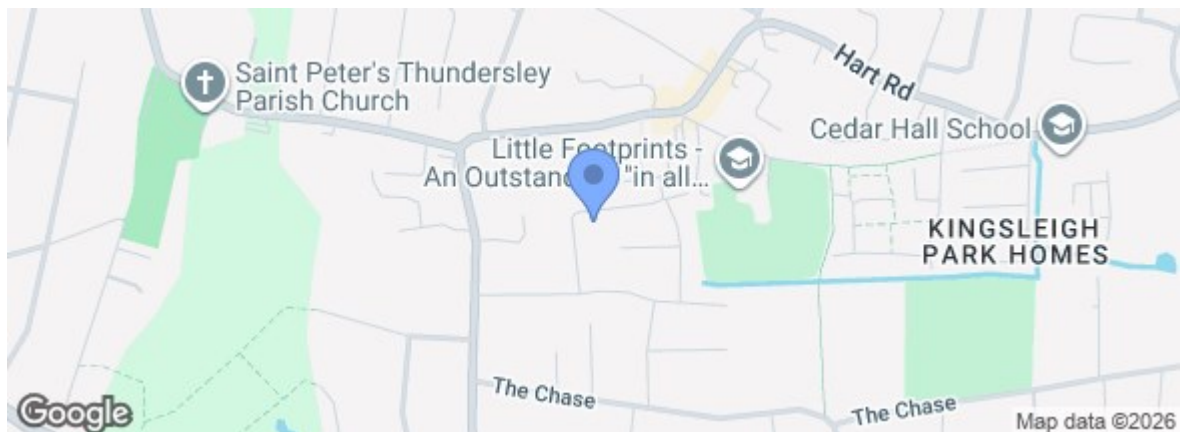 Saint Peter's Thundersley
Parish Church
Hart Rd
Cedar Hall School
Little Footprints -
An "in all...
KINGSLEIGH
PARK HOMES
The Chase
The Chase
Google
Map data ©2026